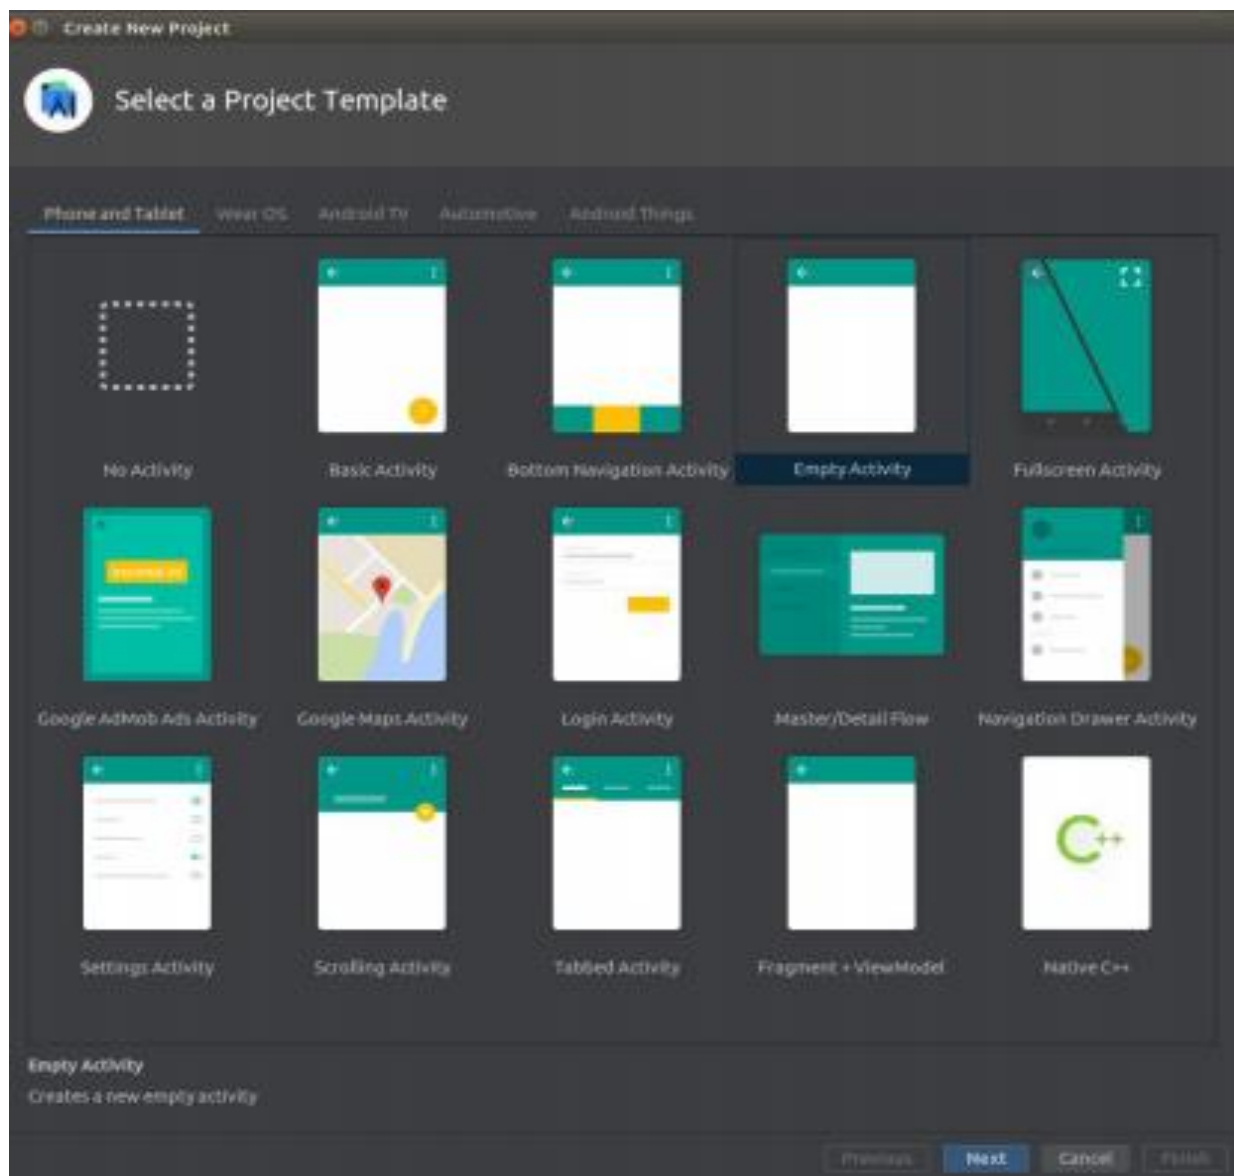 Create New Project
Select a Project Template
Phone and Tablet Wear OS Android TV Automotive Android Things
No Activity Basic Activity Bottom Navigation Activity Empty Activity Fullscreen Activity
Google AdMob Ads Activity Google Maps Activity Login Activity Master/Detail Flow Navigation Drawer Activity
Settings Activity Scrolling Activity Tabbed Activity Fragment + ViewModel Native C++
C++
Empty Activity
Creates a new empty activity
Previous Next Cancel Finish